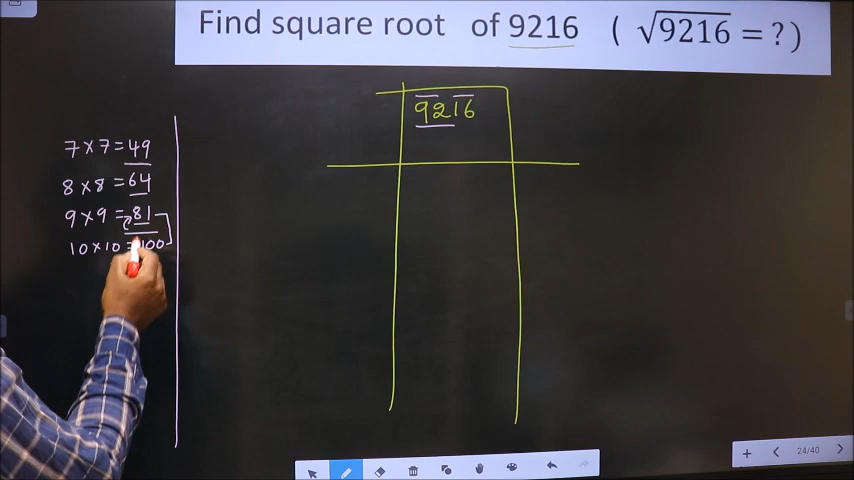 Find square root of 9216 ( √9216 = ? )
9216
7 × 7 = 49
8 × 8 = 64
9 × 9 = 81
10 × 10 = 100
24/40